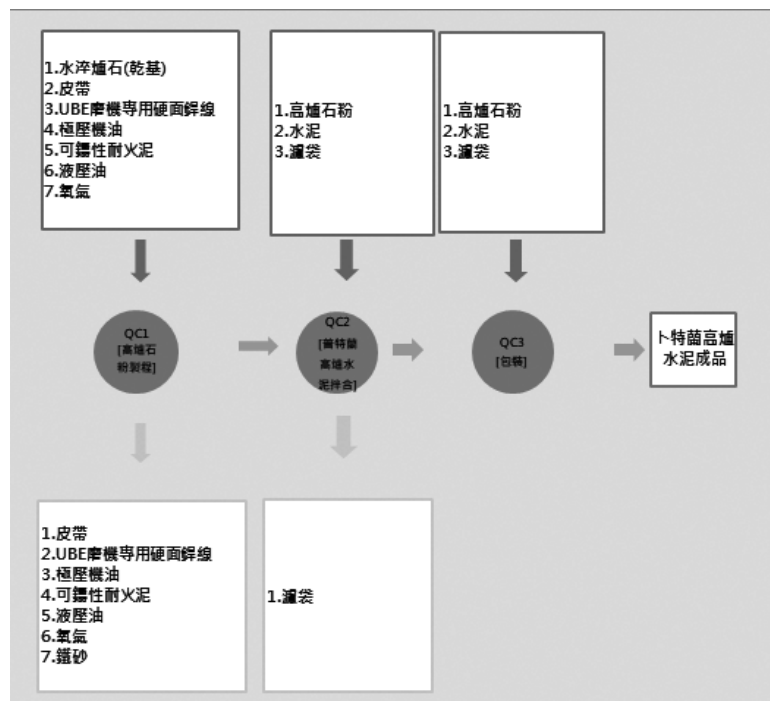 1.水淬爐石(乾基)
2.皮帶
3.UBE磨機專用硬面銲線
4.極壓機油
5.可鑄性耐火泥
6.液壓油
7.氧氣
1.高爐石粉
2.水泥
3.濾袋
1.高爐石粉
2.水泥
3.濾袋
QC1
[高爐石
粉製程]
QC2
[普特蘭
高爐水
泥拌合]
QC3
[包裝]
卜特蘭高爐
水泥成品
1.皮帶
2.UBE磨機專用硬面銲線
3.極壓機油
4.可鑄性耐火泥
5.液壓油
6.氧氣
7.鐵砂
1.濾袋